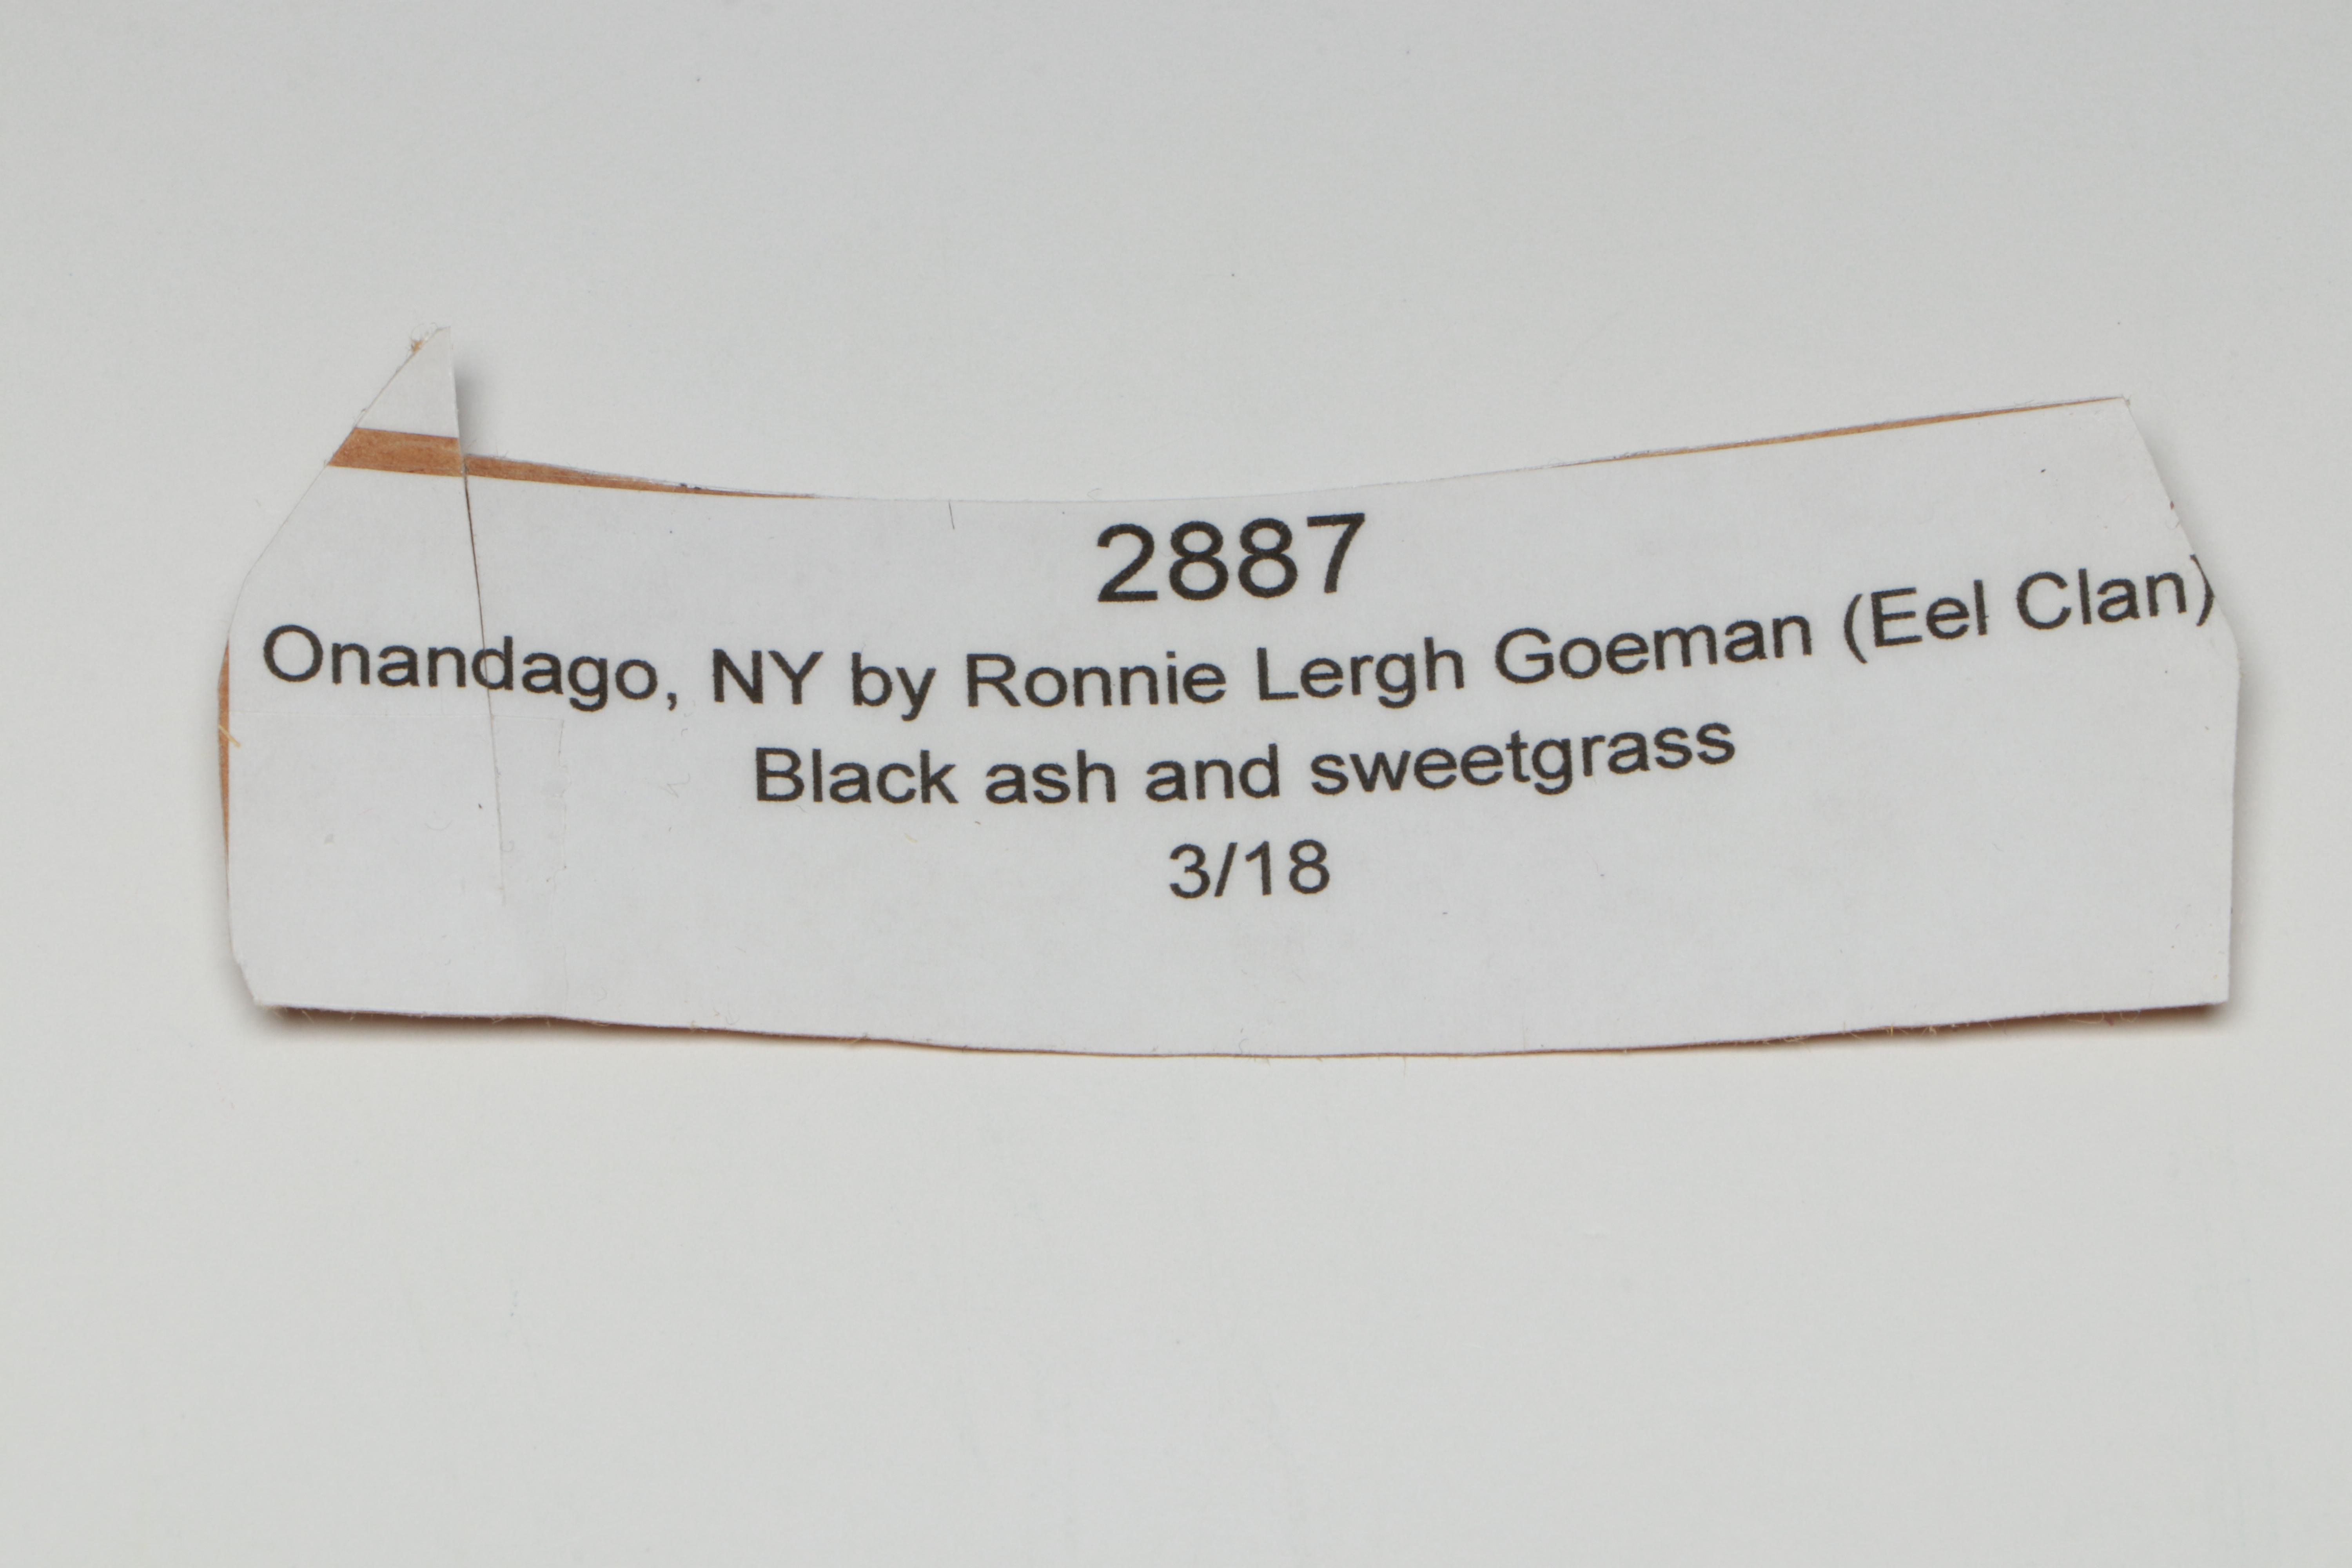 2887
Onandago, NY by Ronnie Lergh Goeman (Eel Clan)
Black ash and sweetgrass
3/18